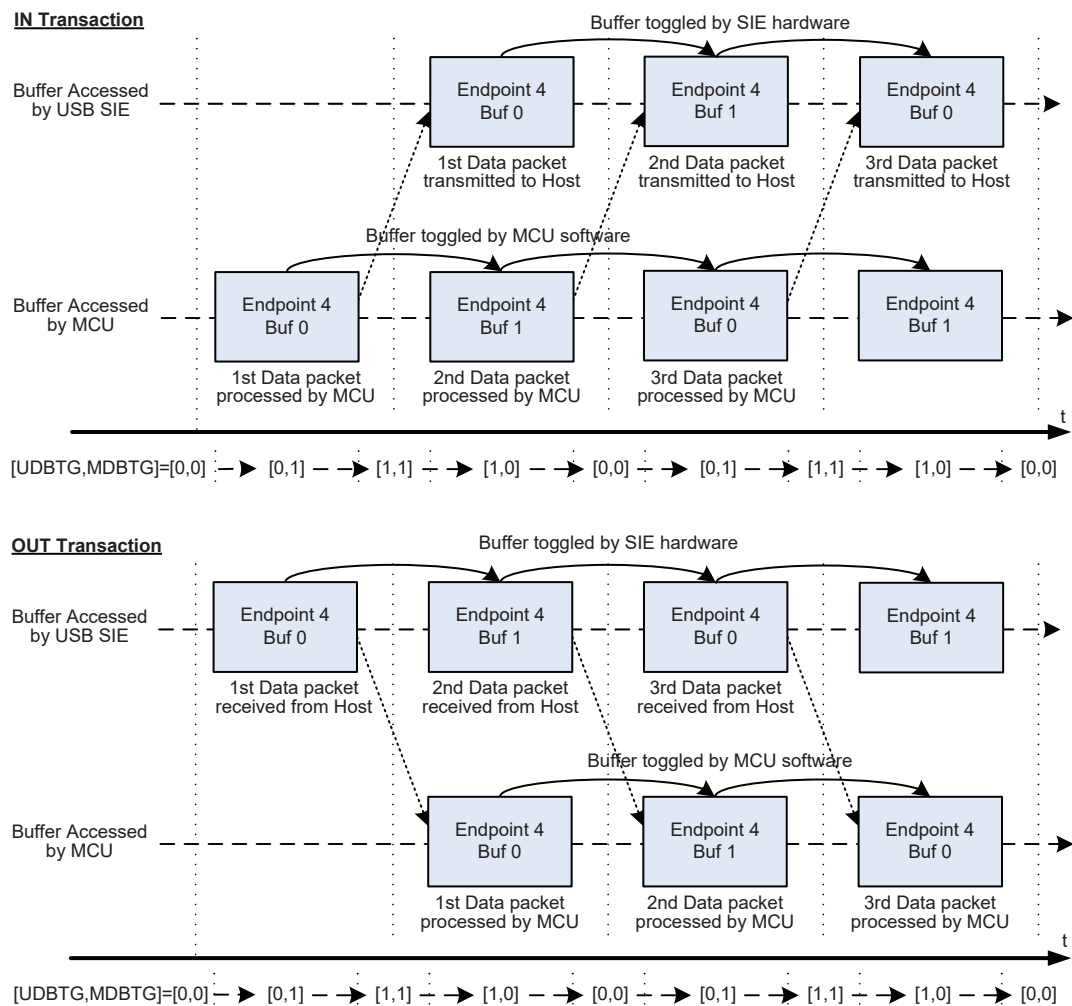 IN Transaction
Buffer toggled by SIE hardware
Buffer Accessed
by USB SIE
Endpoint 4
Buf 0
Endpoint 4
Buf 1
Endpoint 4
Buf 0
1st Data packet
transmitted to Host
2nd Data packet
transmitted to Host
3rd Data packet
transmitted to Host
Buffer toggled by MCU software
Buffer Accessed
by MCU
Endpoint 4
Buf 0
Endpoint 4
Buf 1
Endpoint 4
Buf 0
Endpoint 4
Buf 1
1st Data packet
processed by MCU
2nd Data packet
processed by MCU
3rd Data packet
processed by MCU
t
[UDBTG,MDBTG]=[0,0] [0,1] [1,1] [1,0] [0,0] [0,1] [1,1] [1,0] [0,0]
OUT Transaction
Buffer toggled by SIE hardware
Buffer Accessed
by USB SIE
Endpoint 4
Buf 0
Endpoint 4
Buf 1
Endpoint 4
Buf 0
Endpoint 4
Buf 1
1st Data packet
received from Host
2nd Data packet
received from Host
3rd Data packet
received from Host
Buffer toggled by MCU software
Buffer Accessed
by MCU
Endpoint 4
Buf 0
Endpoint 4
Buf 1
Endpoint 4
Buf 0
1st Data packet
processed by MCU
2nd Data packet
processed by MCU
3rd Data packet
processed by MCU
t
[UDBTG,MDBTG]=[0,0] [0,1] [1,1] [1,0] [0,0] [0,1] [1,1] [1,0] [0,0]